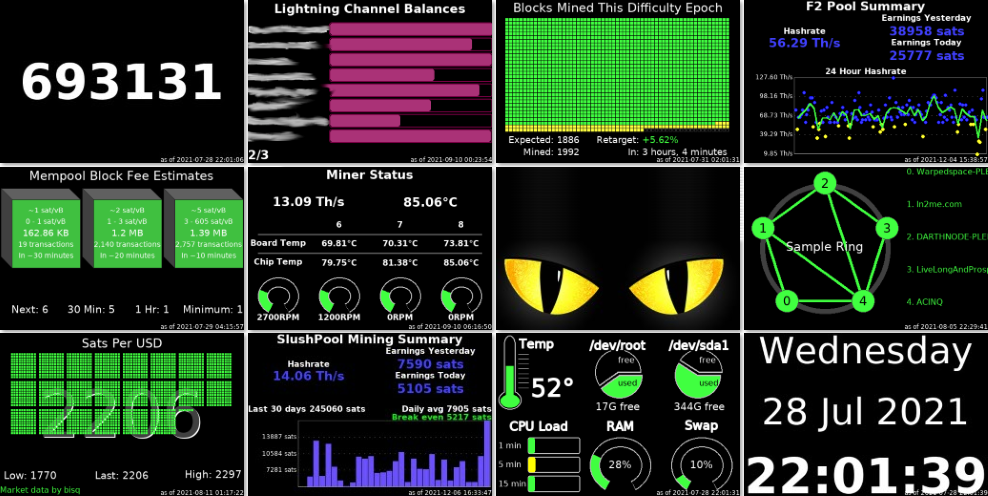 693131
as of 2021-07-28 22:01:06
Lightning Channel Balances
2/3
as of 2021-09-10 00:23:54
Blocks Mined This Difficulty Epoch
Expected: 1886 Retarget: +5.62%
Mined: 1992 In: 3 hours, 4 minutes
as of 2021-07-31 02:01:31
F2 Pool Summary
Hashrate
56.29 Th/s
Earnings Yesterday
38958 sats
Earnings Today
25777 sats
24 Hour Hashrate
127.60 Th/s
98.16 Th/s
68.73 Th/s
39.29 Th/s
9.85 Th/s
as of 2021-12-04 15:38:57
Mempool Block Fee Estimates
~1 sat/vB
0 - 1 sat/vB
162.86 KB
19 transactions
In ~30 minutes
~2 sat/vB
1 - 3 sat/vB
1.2 MB
2,140 transactions
In ~20 minutes
~5 sat/vB
3 - 605 sat/vB
1.39 MB
2,757 transactions
In ~10 minutes
Next: 6 30 Min: 5 1 Hr: 1 Minimum: 1
as of 2021-07-29 04:15:57
Miner Status
13.09 Th/s 85.06°C
6 7 8
Board Temp 69.81°C 70.31°C 73.81°C
Chip Temp 79.75°C 81.38°C 85.06°C
2700RPM 1200RPM 0RPM 0RPM
as of 2021-09-10 06:16:50
Sample Ring
2
1
3
0
4
0. Warpedspace-PLE
1. ln2me.com
2. DARTHNODE-PLE
3. LiveLongAndProsp
4. ACINQ
as of 2021-08-05 22:29:41
Sats Per USD
2206
Low: 1770 Last: 2206 High: 2297
Market data by bisq
as of 2021-08-11 01:17:22
SlushPool Mining Summary
Hashrate
14.06 Th/s
Earnings Yesterday
7590 sats
Earnings Today
5105 sats
Last 30 days 245060 sats Daily avg 7905 sats
Break even 5217 sats
13887 sats
10584 sats
7281 sats
as of 2021-12-06 16:33:47
Temp
52°
/dev/root
free
used
17G free
/dev/sda1
free
used
344G free
CPU Load
1 min
5 min
15 min
RAM
28%
Swap
10%
as of 2021-07-28 22:01:31
Wednesday
28 Jul 2021
22:01:39